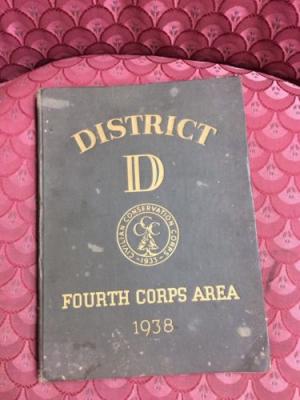 DISTRICT
D
CIVILIAN CONSERVATION CORPS
CCC
1933
FOURTH CORPS AREA
1938